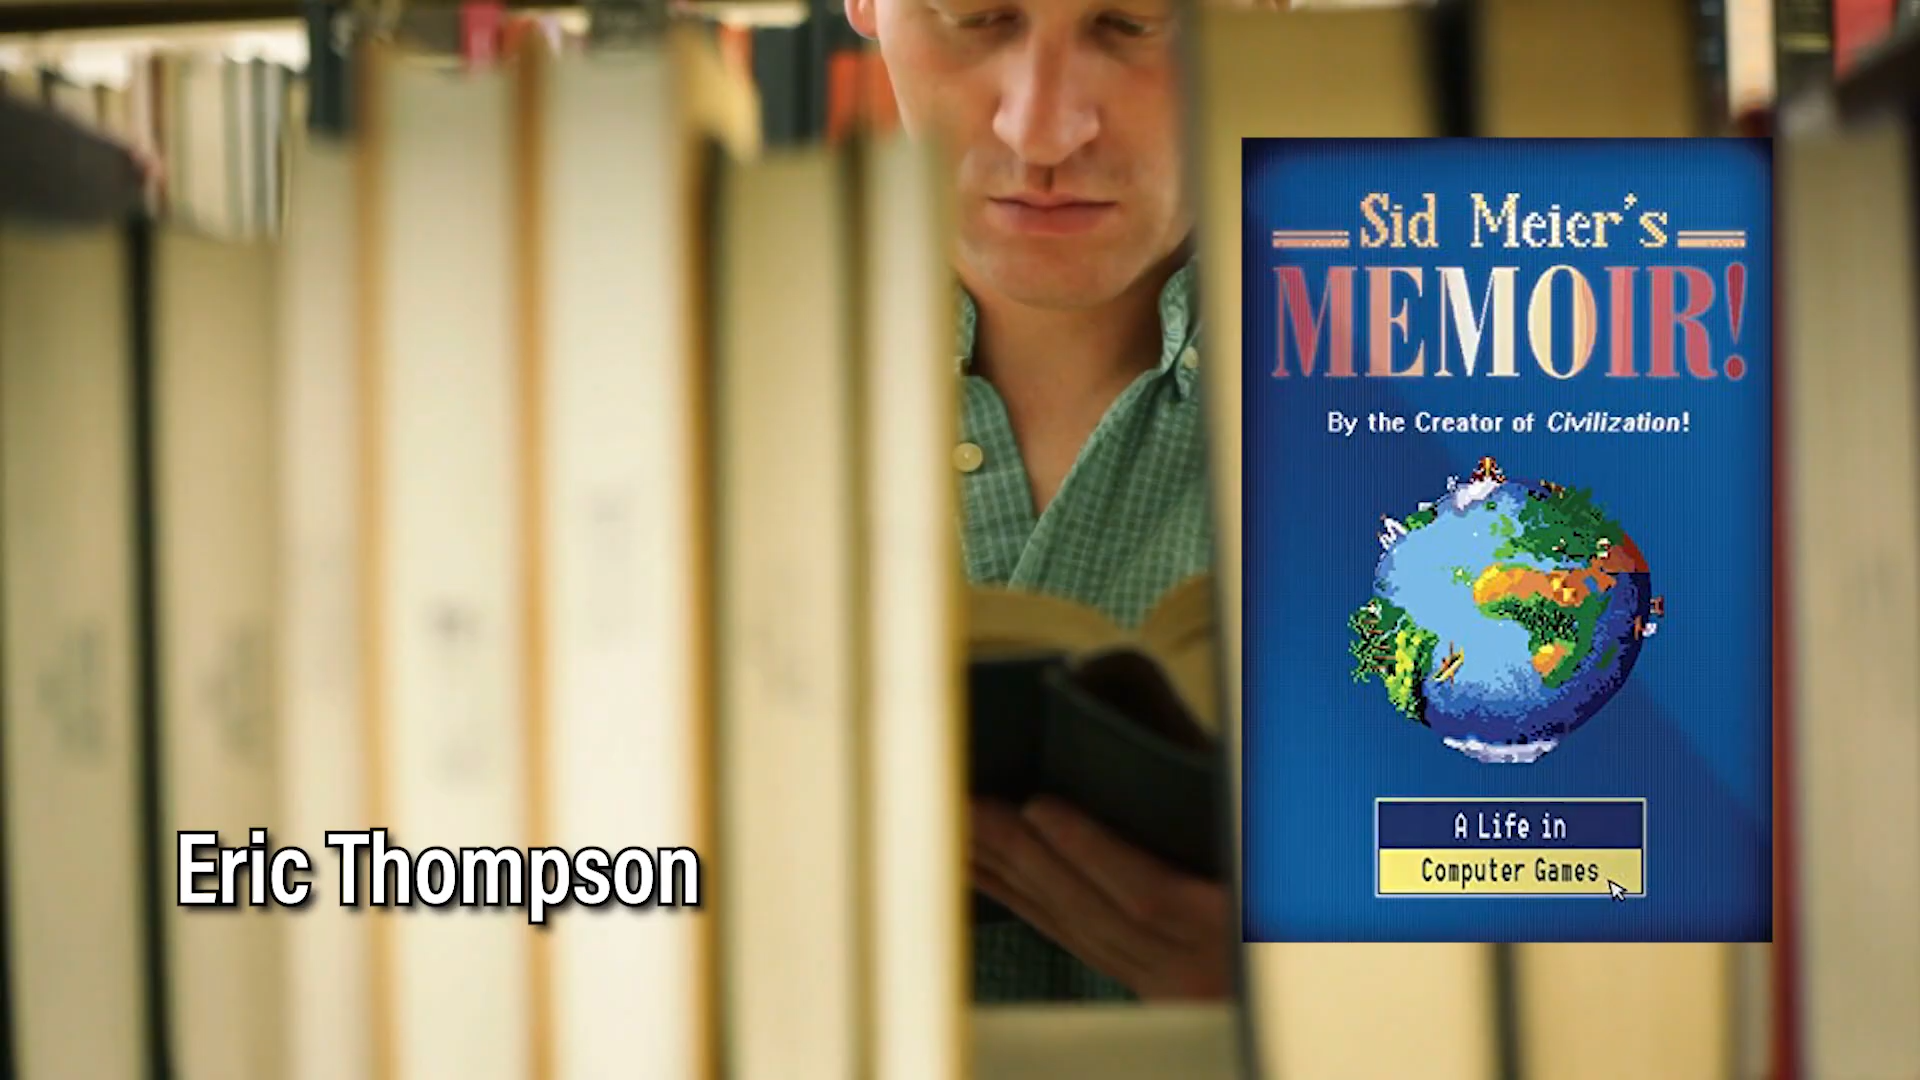 Sid Meier's
MEMOIR!
By the Creator of Civilization!
A Life in
Computer Games
Eric Thompson